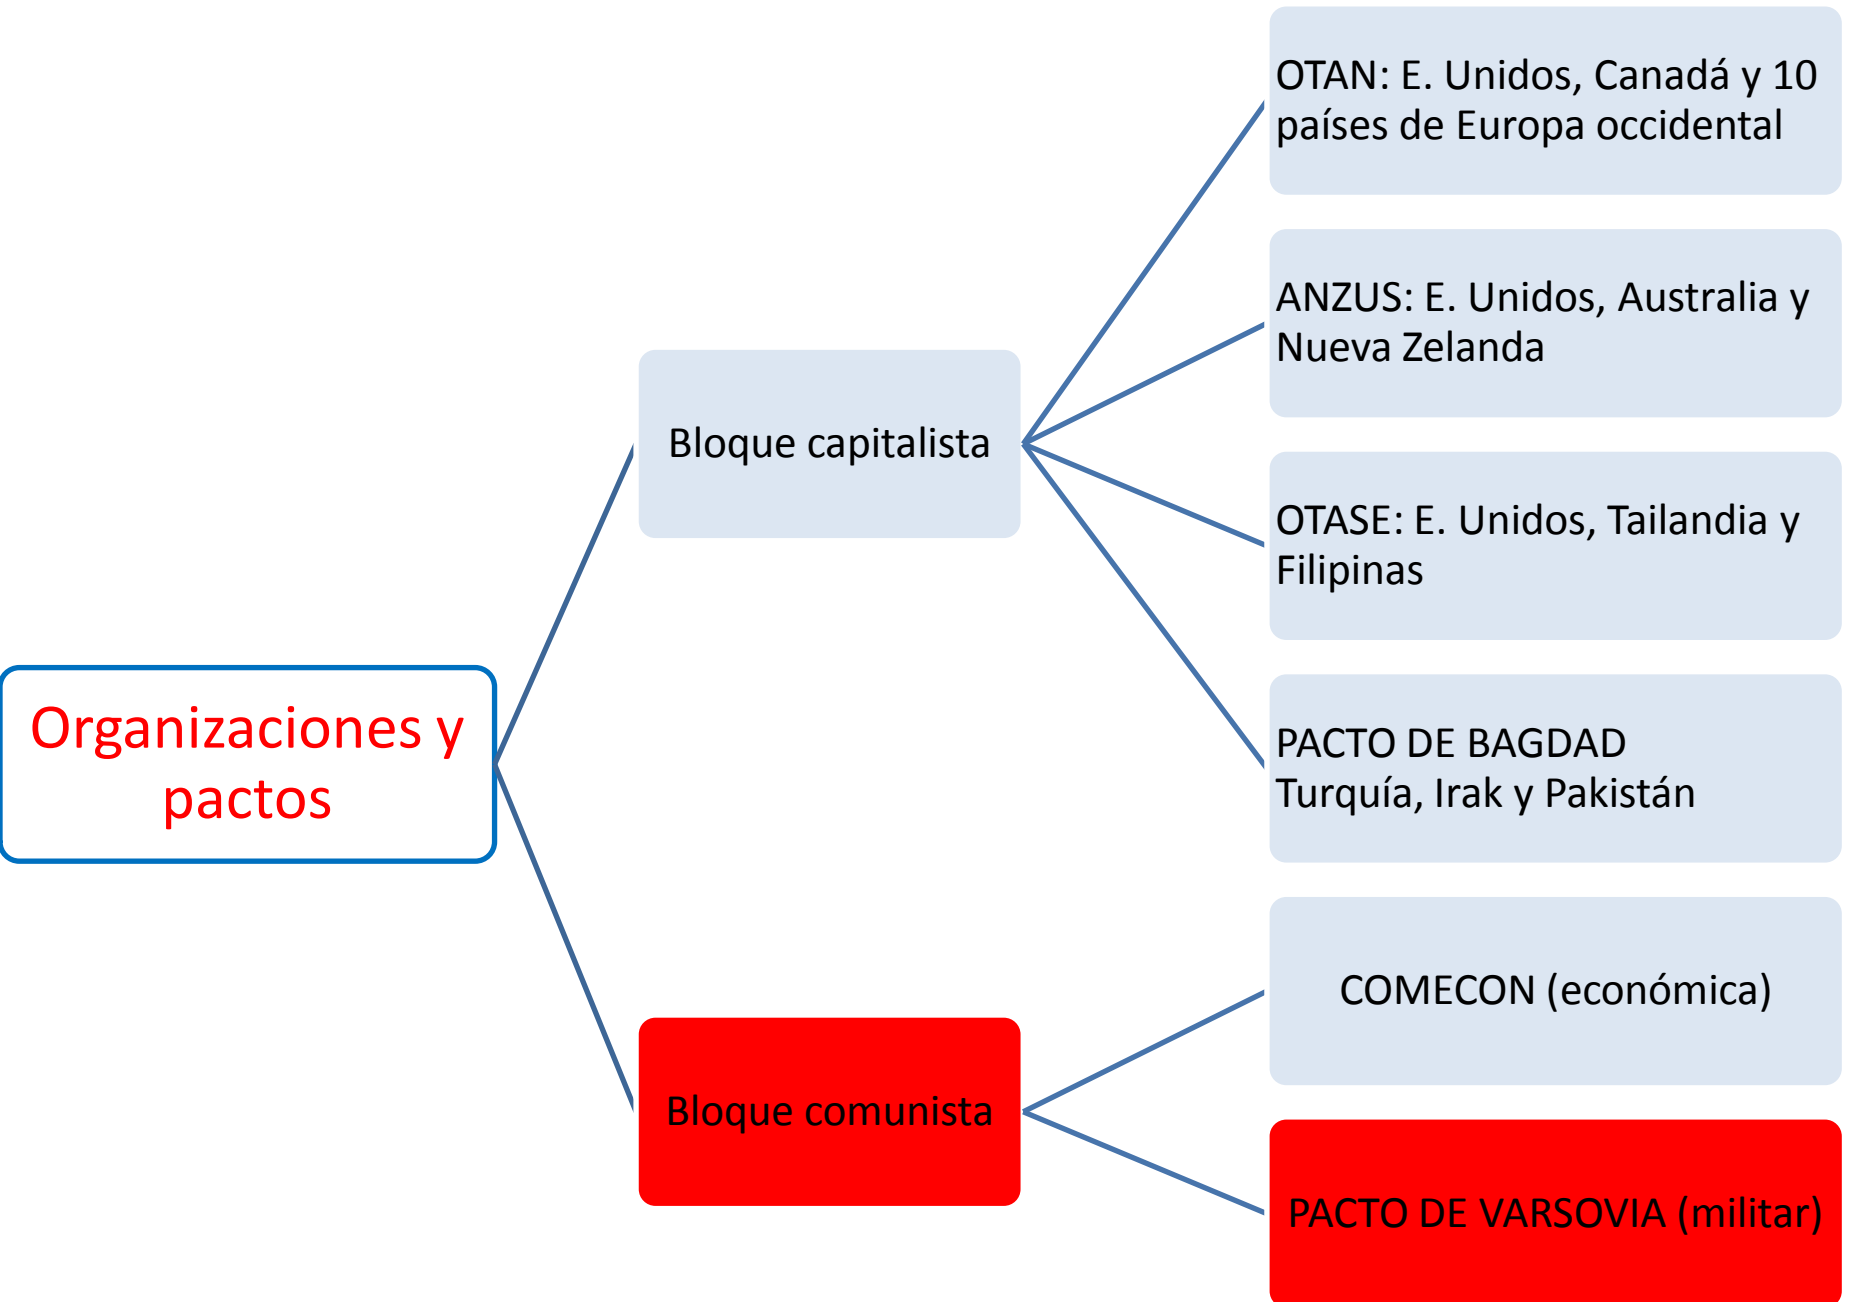 Organizaciones y
pactos
Bloque capitalista
OTAN: E. Unidos, Canadá y 10
países de Europa occidental
ANZUS: E. Unidos, Australia y
Nueva Zelanda
OTASE: E. Unidos, Tailandia y
Filipinas
PACTO DE BAGDAD
Turquía, Irak y Pakistán
Bloque comunista
COMECON (económica)
PACTO DE VARSOVIA (militar)